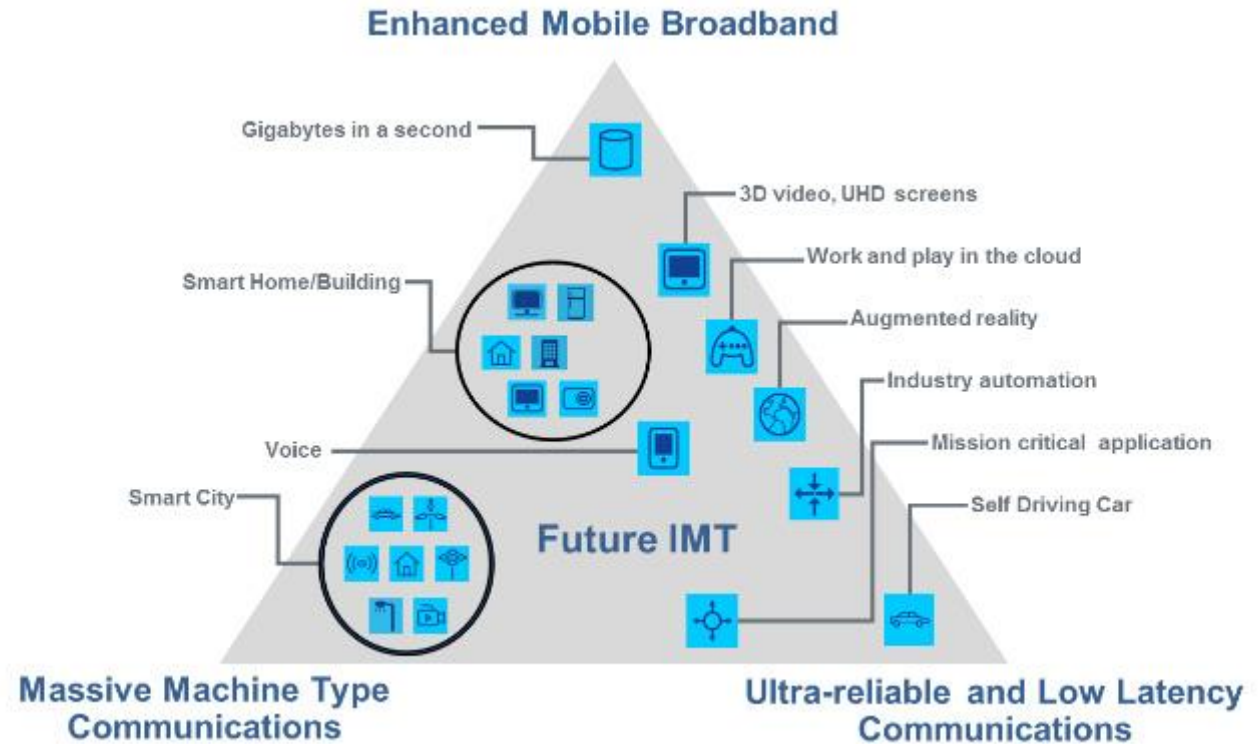 Enhanced Mobile Broadband
Gigabytes in a second
3D video, UHD screens
Work and play in the cloud
Smart Home/Building
Augmented reality
Industry automation
Mission critical application
Voice
Smart City
Self Driving Car
Future IMT
Massive Machine Type
Communications
Ultra-reliable and Low Latency
Communications